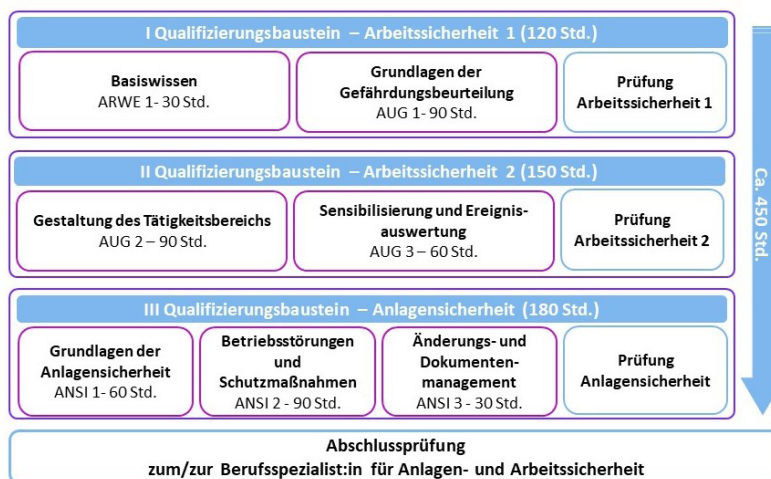 I Qualifizierungsbaustein – Arbeitssicherheit 1 (120 Std.)
Basiswissen
ARWE 1- 30 Std.
Grundlagen der
Gefährdungsbeurteilung
AUG 1- 90 Std.
Prüfung
Arbeitssicherheit 1
II Qualifizierungsbaustein – Arbeitssicherheit 2 (150 Std.)
Gestaltung des Tätigkeitsbereichs
AUG 2 – 90 Std.
Sensibilisierung und Ereignis-
auswertung
AUG 3 – 60 Std.
Prüfung
Arbeitssicherheit 2
III Qualifizierungsbaustein – Anlagensicherheit (180 Std.)
Grundlagen der
Anlagensicherheit
ANSI 1- 60 Std.
Betriebsstörungen
und
Schutzmaßnahmen
ANSI 2 - 90 Std.
Änderungs- und
Dokumenten-
management
ANSI 3 - 30 Std.
Prüfung
Anlagensicherheit
Ca. 450 Std.
Abschlussprüfung
zum/zur Berufsspezialist:in für Anlagen- und Arbeitssicherheit